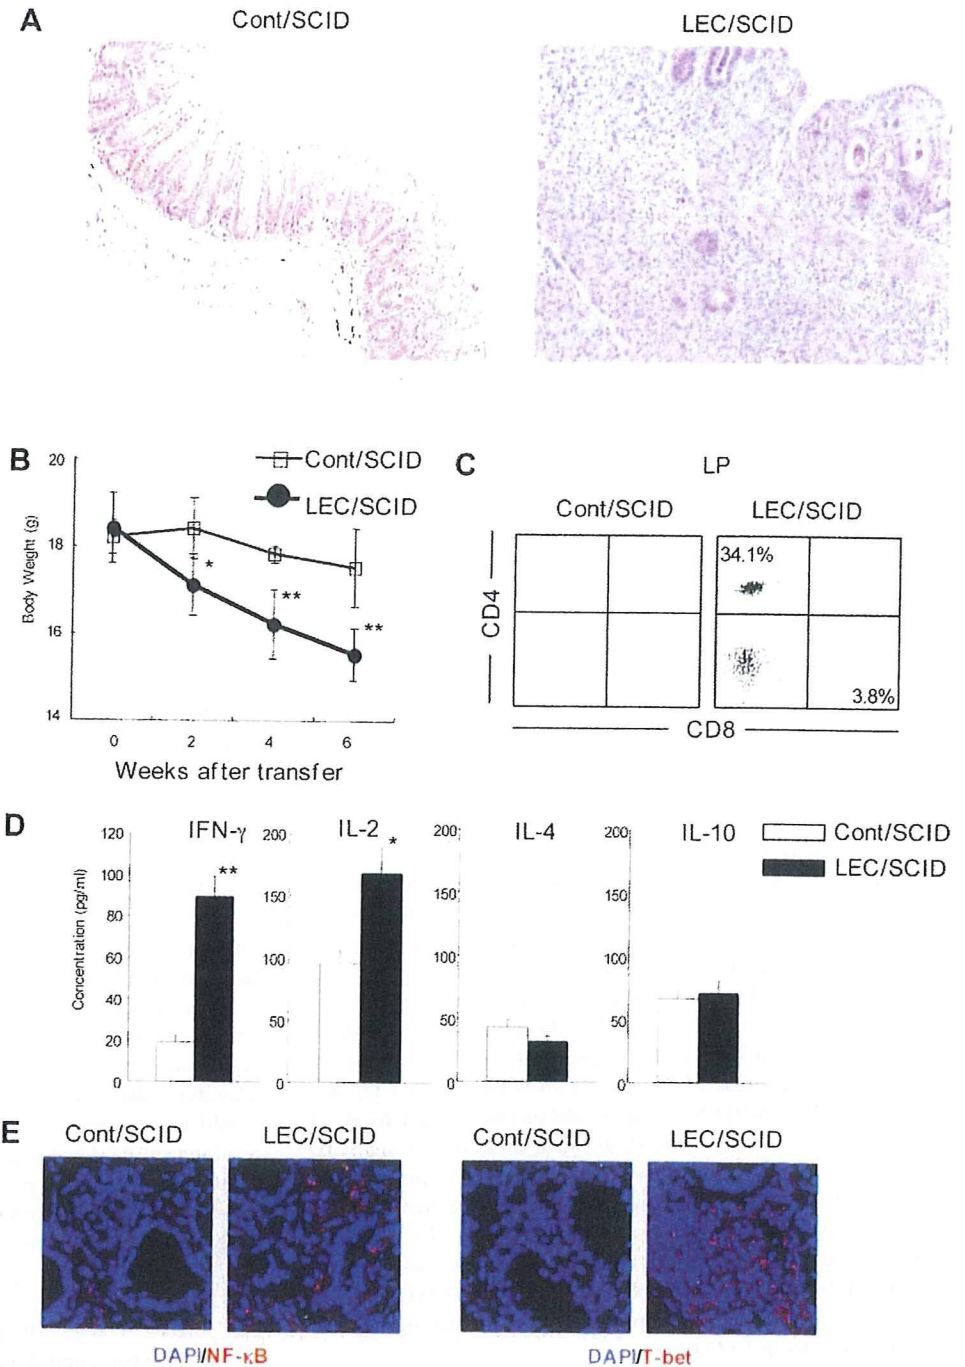 A
Cont/SCID
LEC/SCID
B
20
18
16
14
Body Weight (g)
Cont/SCID
LEC/SCID
*
**
**
0 2 4 6
Weeks after transfer
C
LP
Cont/SCID
LEC/SCID
34.1%
3.8%
CD4
CD8
D
IFN-γ
IL-2
IL-4
IL-10
Cont/SCID
LEC/SCID
Concentration (pg/ml)
120
100
80
60
40
20
0
**
200
150
100
50
0
*
200
150
100
50
0
200
150
100
50
0
E
Cont/SCID
LEC/SCID
Cont/SCID
LEC/SCID
DAPI/NF-κB
DAPI/T-bet